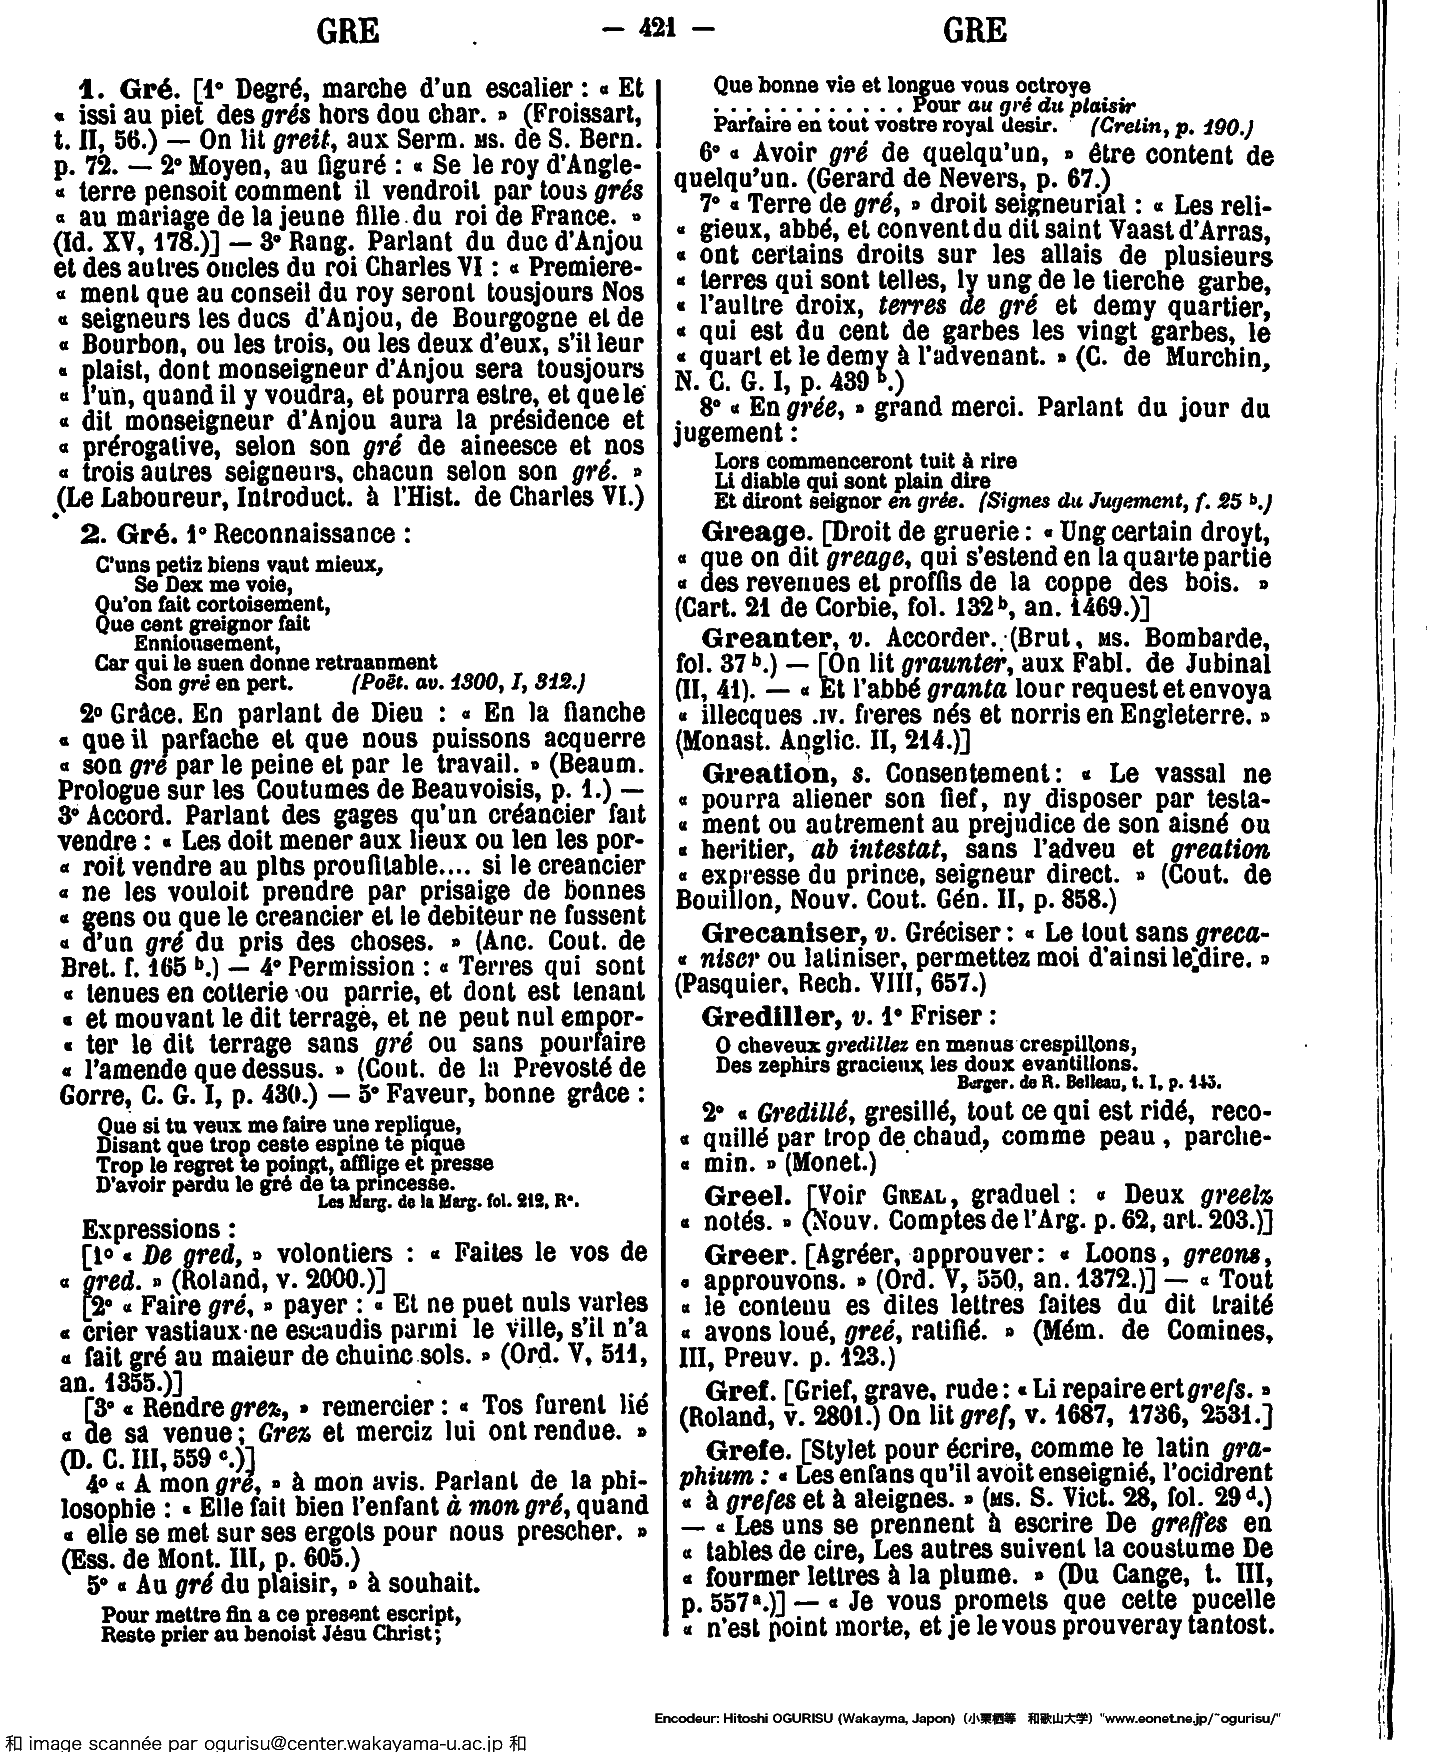 GRE — 421 — GRE
1. Gré. [1° Degré, marche d'un escalier : « Et
« issi au piet des grés hors dou char. » (Froissart,
t. II, 56.) — On lit greit, aux Serm. MS. de S. Bern.
p. 72. — 2° Moyen, au figuré : « Se le roy d'Angle-
« terre pensoit comment il vendroit par tous grés
« au mariage de la jeune fille du roi de France. »
(Id. XV, 178.)] — 3° Rang. Parlant du duc d'Anjou
et des autres oncles du roi Charles VI : « Premiere-
« ment que au conseil du roy seront tousjours Nos
« seigneurs les ducs d'Anjou, de Bourgogne et de
« Bourbon, ou les trois, ou les deux d'eux, s'il leur
« plaist, dont monseigneur d'Anjou sera tousjours
« l'un, quand il y voudra, et pourra estre, et que le
« dit monseigneur d'Anjou aura la présidence et
« prérogative, selon son gré de aineesce et nos
« trois autres seigneurs, chacun selon son gré. »
(Le Laboureur, Introduct. à l'Hist. de Charles VI.)
2. Gré. 1° Reconnaissance :
C'uns petiz biens vaut mieux,
Se Dex me voie,
Qu'on fait cortoisement,
Que cent greignor fait
Enniousement,
Car qui le suen donne retraanment
Son gré en pert. (Poët. av. 1300, I, 312.)
2° Grâce. En parlant de Dieu : « En la fianche
« que il parfache et que nous puissons acquerre
« son gré par le peine et par le travail. » (Beaum.
Prologue sur les Coutumes de Beauvoisis, p. 1.) —
3° Accord. Parlant des gages qu'un créancier fait
vendre : « Les doit mener aux lieux ou len les por-
« roit vendre au plus proufitable.... si le creancier
« ne les vouloit prendre par prisaige de bonnes
« gens ou que le creancier et le debiteur ne fussent
« d'un gré du pris des choses. » (Anc. Cout. de
Bret. f. 165 b.) — 4° Permission : « Terres qui sont
« tenues en cotterie ou parrie, et dont est tenant
« et mouvant le dit terrage, et ne peut nul empor-
« ter le dit terrage sans gré ou sans pourfaire
« l'amende que dessus. » (Cout. de la Prevosté de
Gorre, C. G. I, p. 430.) — 5° Faveur, bonne grâce :
Que si tu veux me faire une replique,
Disant que trop ceste espine te pique
Trop le regret te poingt, afflige et presse
D'avoir perdu le gré de ta princesse.
Les Marg. de la Marg. fol. 212, R°.
Expressions :
[1° « De gred, » volontiers : « Faites le vos de
« gred. » (Roland, v. 2000.)]
[2° « Faire gré, » payer : « Et ne puet nuls varles
« crier vastiaux ne escaudis parmi le ville, s'il n'a
« fait gré au maieur de chuinc sols. » (Ord. V, 511,
an. 1355.)]
[3° « Rendre grez, » remercier : « Tos furent lié
« de sa venue ; Grez et merciz lui ont rendue. »
(D. C. III, 559 c.)]
4° « A mon gré, » à mon avis. Parlant de la phi-
losophie : « Elle fait bien l'enfant à mon gré, quand
« elle se met sur ses ergots pour nous prescher. »
(Ess. de Mont. III, p. 605.)
5° « Au gré du plaisir, » à souhait.
Pour mettre fin a ce present escript,
Reste prier au benoist Jésu Christ ;
Que bonne vie et longue vous octroye
. . . . . . . . . . . . Pour au gré du plaisir
Parfaire en tout vostre royal desir. (Cretin, p. 190.)
6° « Avoir gré de quelqu'un, » être content de
quelqu'un. (Gerard de Nevers, p. 67.)
7° « Terre de gré, » droit seigneurial : « Les reli-
« gieux, abbé, et convent du dit saint Vaast d'Arras,
« ont certains droits sur les allais de plusieurs
« terres qui sont telles, ly ung de le tierche garbe,
« l'aultre droix, terres de gré et demy quartier,
« qui est du cent de garbes les vingt garbes, le
« quart et le demy à l'advenant. » (C. de Murchin,
N. C. G. I, p. 439 b.)
8° « En grée, » grand merci. Parlant du jour du
jugement :
Lors commenceront tuit à rire
Li diable qui sont plain dire
Et diront seignor en grée. (Signes du Jugement, f. 25 b.)
Greage. [Droit de gruerie : « Ung certain droyt,
« que on dit greage, qui s'estend en la quarte partie
« des revenues et proffis de la coppe des bois. »
(Cart. 21 de Corbie, fol. 132 b, an. 1469.)]
Greanter, v. Accorder. (Brut, MS. Bombarde,
fol. 37 b.) — [On lit graunter, aux Fabl. de Jubinal
(II, 41). — « Et l'abbé granta lour request et envoya
« illecques .IV. freres nés et norris en Engleterre. »
(Monast. Anglic. II, 214.)]
Greation, s. Consentement : « Le vassal ne
« pourra aliener son fief, ny disposer par testa-
« ment ou autrement au prejudice de son aisné ou
« heritier, ab intestat, sans l'adveu et greation
« expresse du prince, seigneur direct. » (Cout. de
Bouillon, Nouv. Cout. Gén. II, p. 858.)
Grecaniser, v. Gréciser : « Le tout sans greca-
« niser ou latiniser, permettez moi d'ainsi le dire. »
(Pasquier, Rech. VIII, 657.)
Grediller, v. 1° Friser :
O cheveux gredillez en menus crespillons,
Des zephirs gracieux les doux evantillons.
Berger. de R. Belleau, t. I, p. 143.
2° « Gredillé, gresillé, tout ce qui est ridé, reco-
« quillé par trop de chaud, comme peau, parche-
« min. » (Monet.)
Greel. [Voir GREAL, graduel : « Deux greelz
« notés. » (Nouv. Comptes de l'Arg. p. 62, art. 203.)]
Greer. [Agréer, approuver : « Loons, greons,
« approuvons. » (Ord. V, 550, an. 1372.)] — « Tout
« le contenu es dites lettres faites du dit traité
« avons loué, greé, ratifié. » (Mém. de Comines,
III, Preuv. p. 123.)
Gref. [Grief, grave, rude : « Li repaire ert grefs. »
(Roland, v. 2801.) On lit gref, v. 1687, 1736, 2531.]
Grefe. [Stylet pour écrire, comme le latin gra-
phium : « Les enfans qu'il avoit enseignié, l'ocidrent
« à grefes et à aleignes. » (MS. S. Vict. 28, fol. 29 d.)
— « Les uns se prennent à escrire De greffes en
« tables de cire, Les autres suivent la coustume De
« fourmer lettres à la plume. » (Du Cange, t. III,
p. 557 a.)] — « Je vous promets que cette pucelle
« n'est point morte, et je le vous prouveray tantost.
Encodeur: Hitoshi OGURISU (Wakayma, Japon) (小栗栖等 和歌山大学) "www.eonet.ne.jp/~ogurisu/"
和 image scannée par ogurisu@center.wakayama-u.ac.jp 和